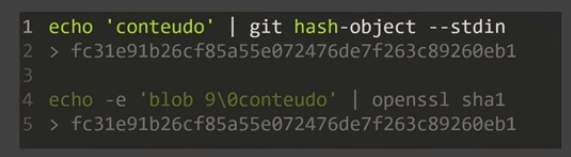 1 echo 'conteudo' | git hash-object --stdin
2 > fc31e91b26cf85a55e072476de7f263c89260eb1
3
4 echo -e 'blob 9\0conteudo' | openssl sha1
5 > fc31e91b26cf85a55e072476de7f263c89260eb1